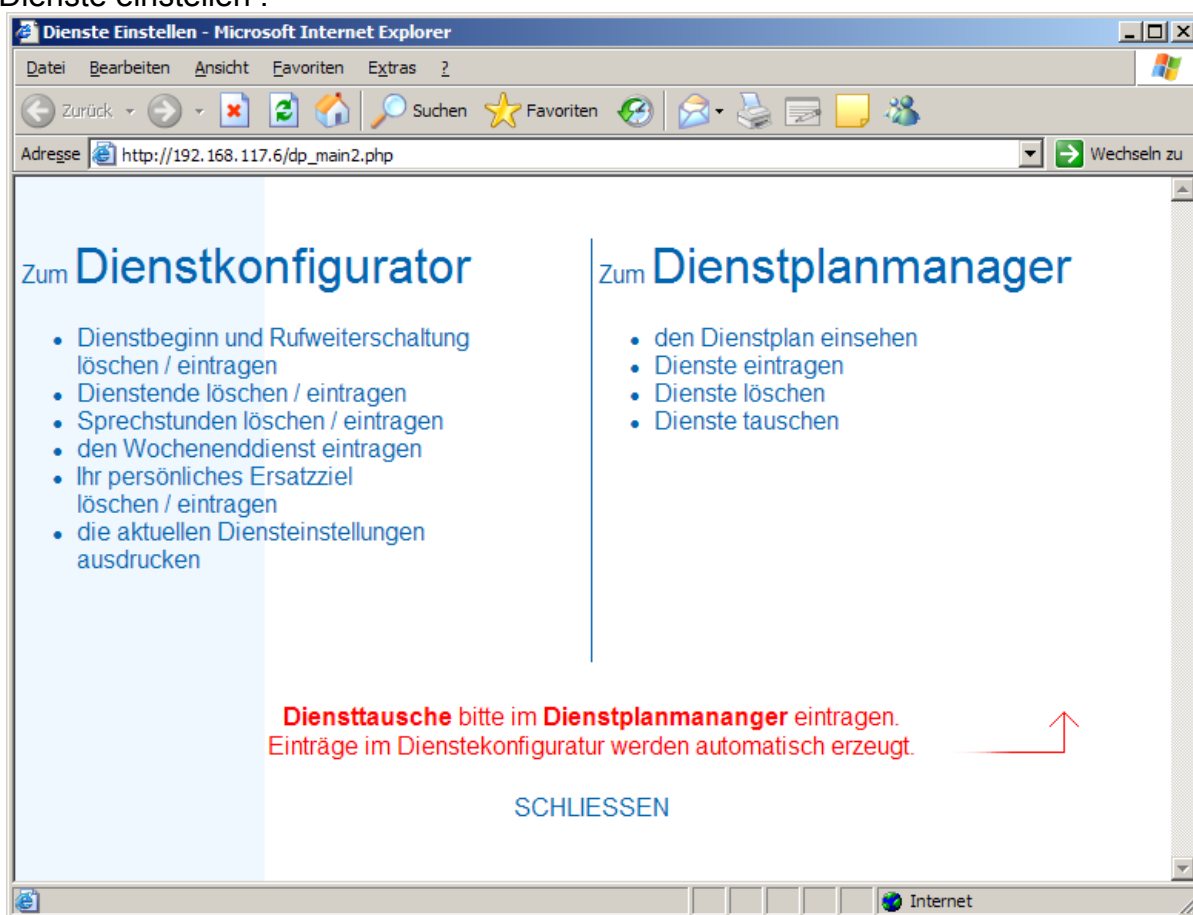 Dienste einstellen :
Dienste Einstellen - Microsoft Internet Explorer
Datei Bearbeiten Ansicht Favoriten Extras ?
Zurück Suchen Favoriten
Adresse http://192.168.117.6/dp_main2.php Wechseln zu
Zum Dienstkonfigurator
Dienstbeginn und Rufweiterschaltung
löschen / eintragen
Dienstende löschen / eintragen
Sprechstunden löschen / eintragen
den Wochenenddienst eintragen
Ihr persönliches Ersatzziel
löschen / eintragen
die aktuellen Diensteinstellungen
ausdrucken
Zum Dienstplanmanager
den Dienstplan einsehen
Dienste eintragen
Dienste löschen
Dienste tauschen
Diensttausche bitte im Dienstplanmananger eintragen.
Einträge im Dienstekonfiguratur werden automatisch erzeugt.
SCHLIESSEN
Internet